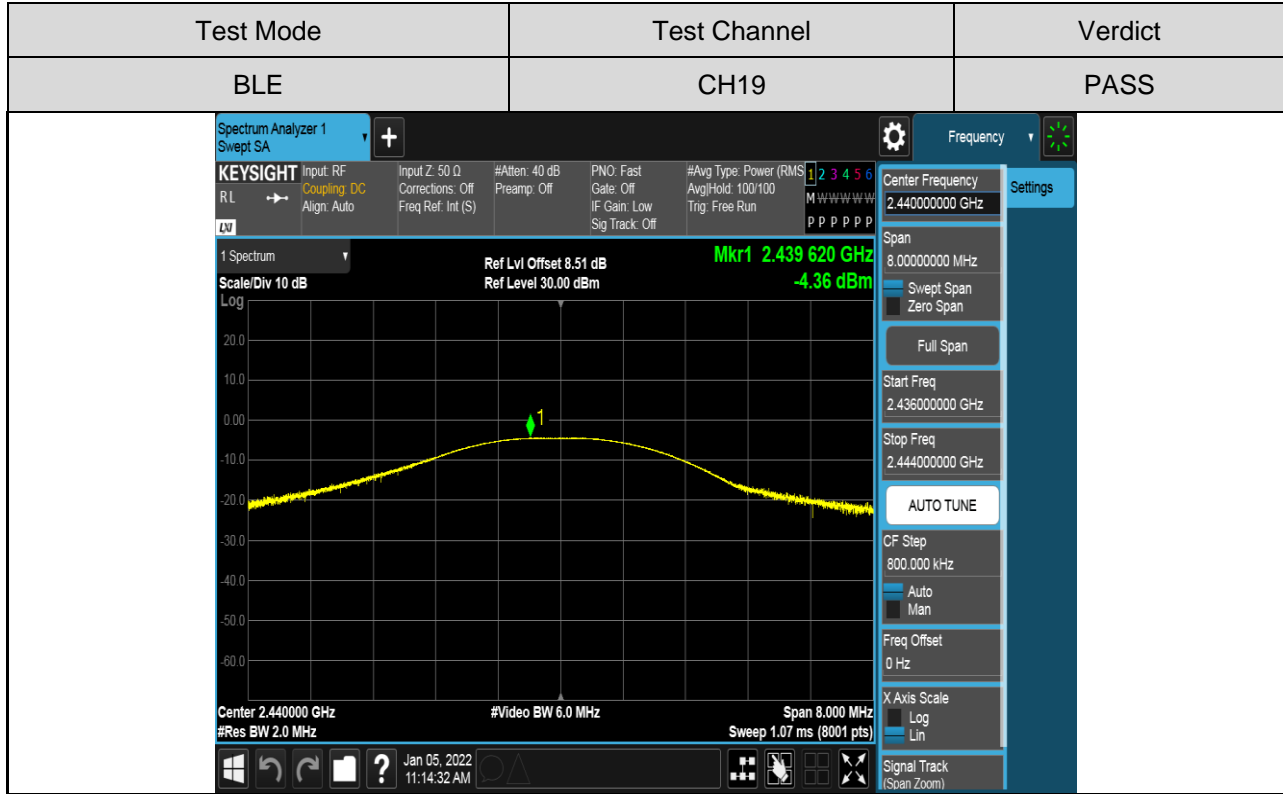 Test Mode Test Channel Verdict
BLE CH19 PASS
Spectrum Analyzer 1
Swept SA
+
Frequency
KEYSIGHT Input: RF Input Z: 50 Ω #Atten: 40 dB PNO: Fast #Avg Type: Power (RMS 1 2 3 4 5 6
R L Coupling: DC Corrections: Off Preamp: Off Gate: Off Avg|Hold: 100/100 M W W W W W
Align: Auto Freq Ref: Int (S) IF Gain: Low Trig: Free Run
LXI Sig Track: Off P P P P P P
1 Spectrum
Scale/Div 10 dB
Ref Lvl Offset 8.51 dB
Ref Level 30.00 dBm
Mkr1 2.439 620 GHz
-4.36 dBm
Log
20.0
10.0
0.00
-10.0
-20.0
-30.0
-40.0
-50.0
-60.0
1
Center 2.440000 GHz #Video BW 6.0 MHz Span 8.000 MHz
#Res BW 2.0 MHz Sweep 1.07 ms (8001 pts)
?
Jan 05, 2022
11:14:32 AM
Center Frequency
2.440000000 GHz
Settings
Span
8.00000000 MHz
Swept Span
Zero Span
Full Span
Start Freq
2.436000000 GHz
Stop Freq
2.444000000 GHz
AUTO TUNE
CF Step
800.000 kHz
Auto
Man
Freq Offset
0 Hz
X Axis Scale
Log
Lin
Signal Track
(Span Zoom)